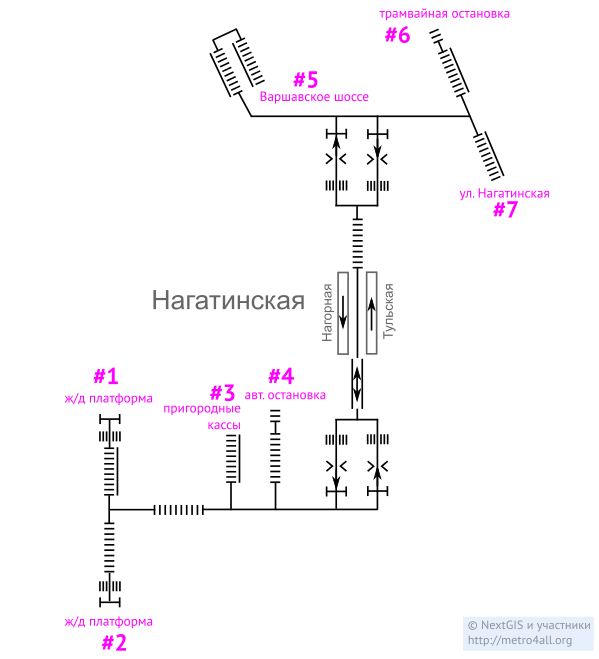 трамвайная остановка
#6
#5
Варшавское шоссе
ул. Нагатинская
#7
Нагатинская
Нагорная
Тульская
#1
ж/д платформа
#3
пригородные
кассы
#4
авт. остановка
ж/д платформа
#2
© NextGIS и участники
http://metro4all.org